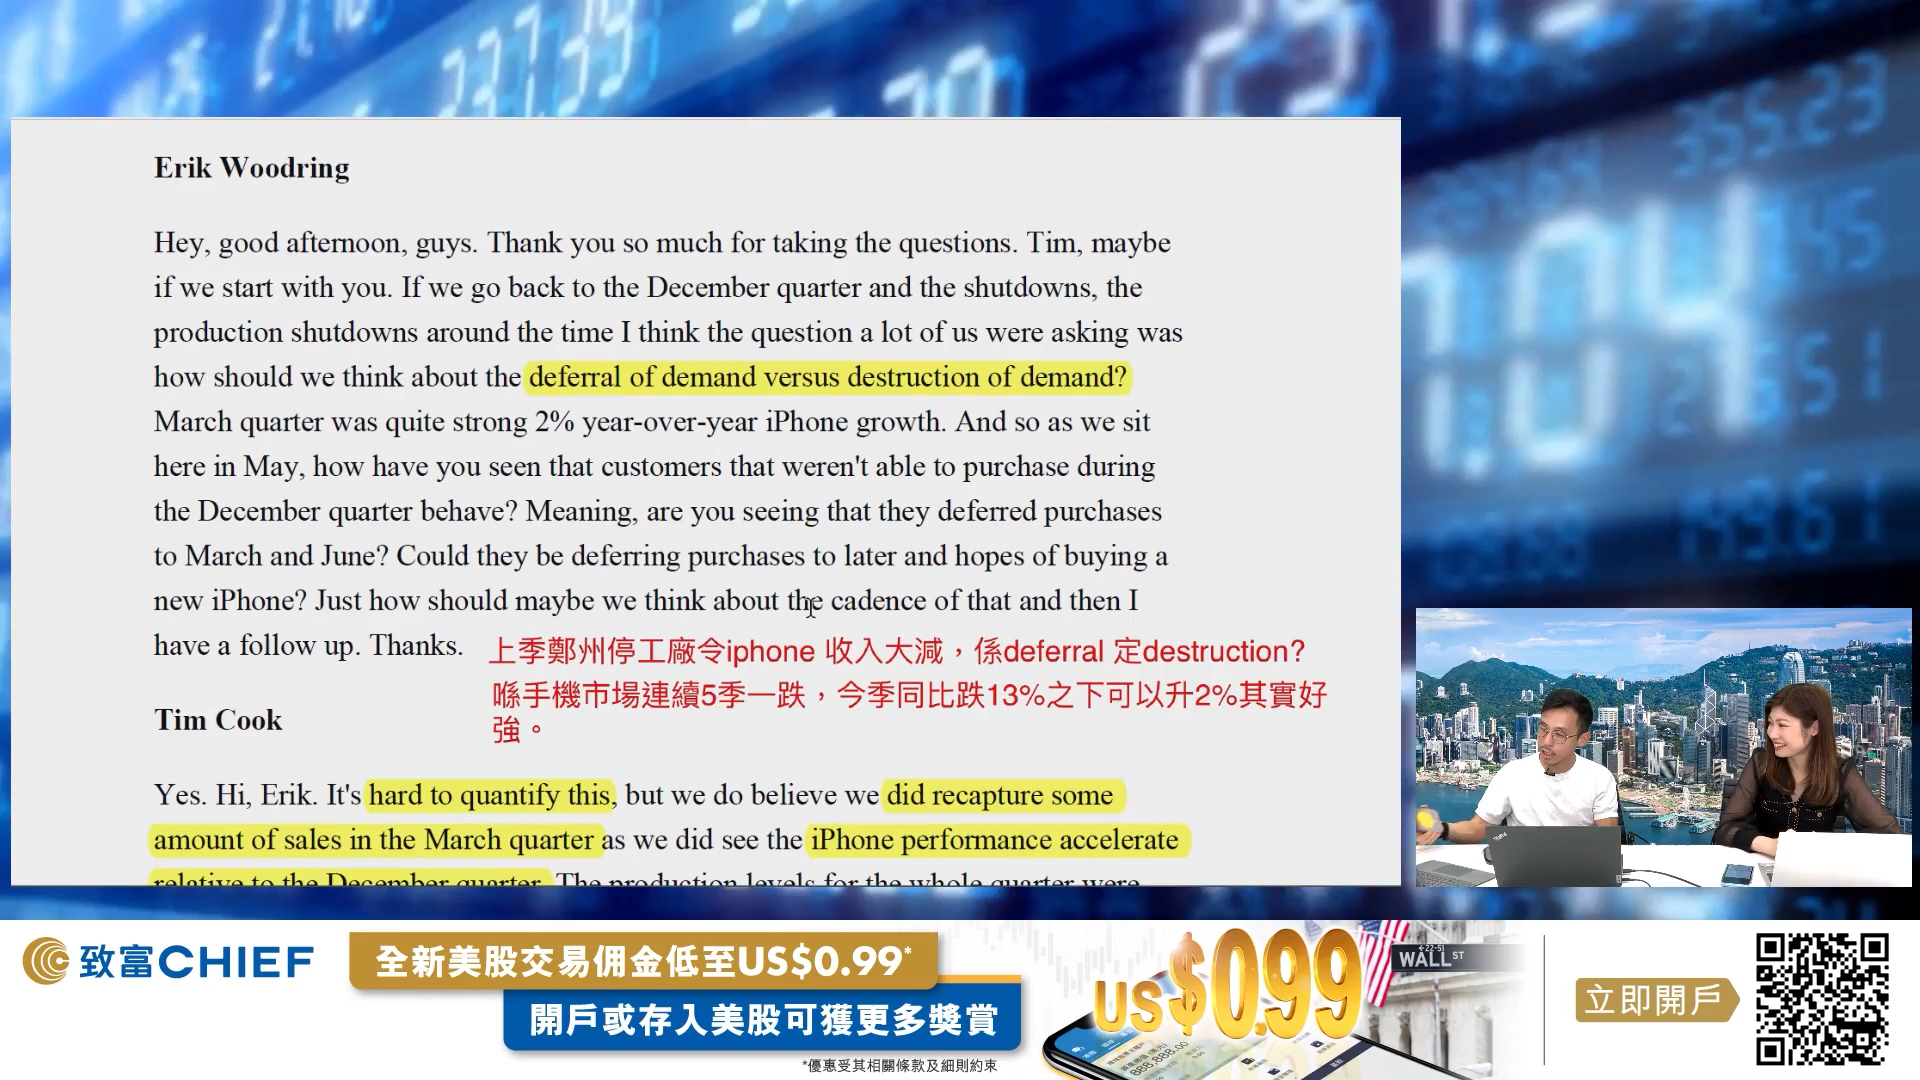 Erik Woodring
Hey, good afternoon, guys. Thank you so much for taking the questions. Tim, maybe
if we start with you. If we go back to the December quarter and the shutdowns, the
production shutdowns around the time I think the question a lot of us were asking was
how should we think about the deferral of demand versus destruction of demand?
March quarter was quite strong 2% year-over-year iPhone growth. And so as we sit
here in May, how have you seen that customers that weren't able to purchase during
the December quarter behave? Meaning, are you seeing that they deferred purchases
to March and June? Could they be deferring purchases to later and hopes of buying a
new iPhone? Just how should maybe we think about the cadence of that and then I
have a follow up. Thanks.
上季鄭州停工廠令iphone 收入大減，係deferral 定destruction?
喺手機市場連續5季一跌，今季同比跌13%之下可以升2%其實好
強。
Tim Cook
Yes. Hi, Erik. It's hard to quantify this, but we do believe we did recapture some
amount of sales in the March quarter as we did see the iPhone performance accelerate
relative to the December quarter. The production levels for the whole quarter were
致富CHIEF
全新美股交易佣金低至US$0.99*
開戶或存入美股可獲更多獎賞
*優惠受其相關條款及細則約束
US$0.99
WALL ST
立即開戶